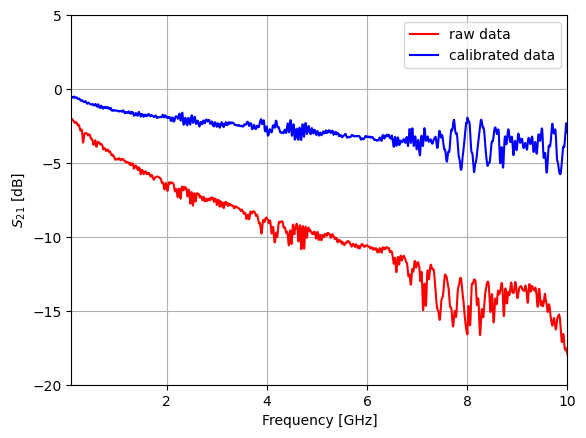 raw data
calibrated data
5
0
−5
−10
−15
−20
S21 [dB]
2
4
6
8
10
Frequency [GHz]